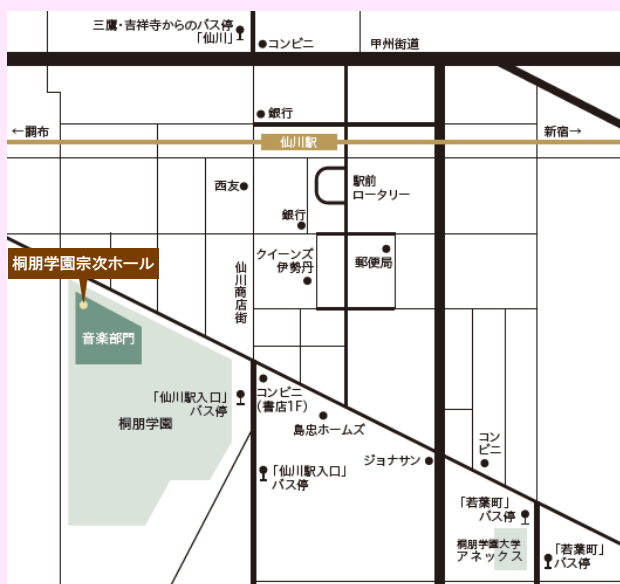 三鷹・吉祥寺からのバス停
「仙川」
コンビニ
甲州街道
銀行
←調布
仙川駅
新宿→
西友
駅前
ロータリー
銀行
クイーンズ
伊勢丹
郵便局
桐朋学園宗次ホール
仙川商店街
音楽部門
「仙川駅入口」
バス停
コンビニ
(書店1F)
桐朋学園
島忠ホームズ
コン
ビニ
ジョナサン
「仙川駅入口」
バス停
「若葉町」
バス停
桐朋学園大学
アネックス
「若葉町」
バス停